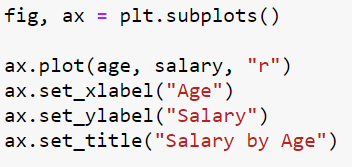 fig, ax = plt.subplots()
ax.plot(age, salary, "r")
ax.set_xlabel("Age")
ax.set_ylabel("Salary")
ax.set_title("Salary by Age")